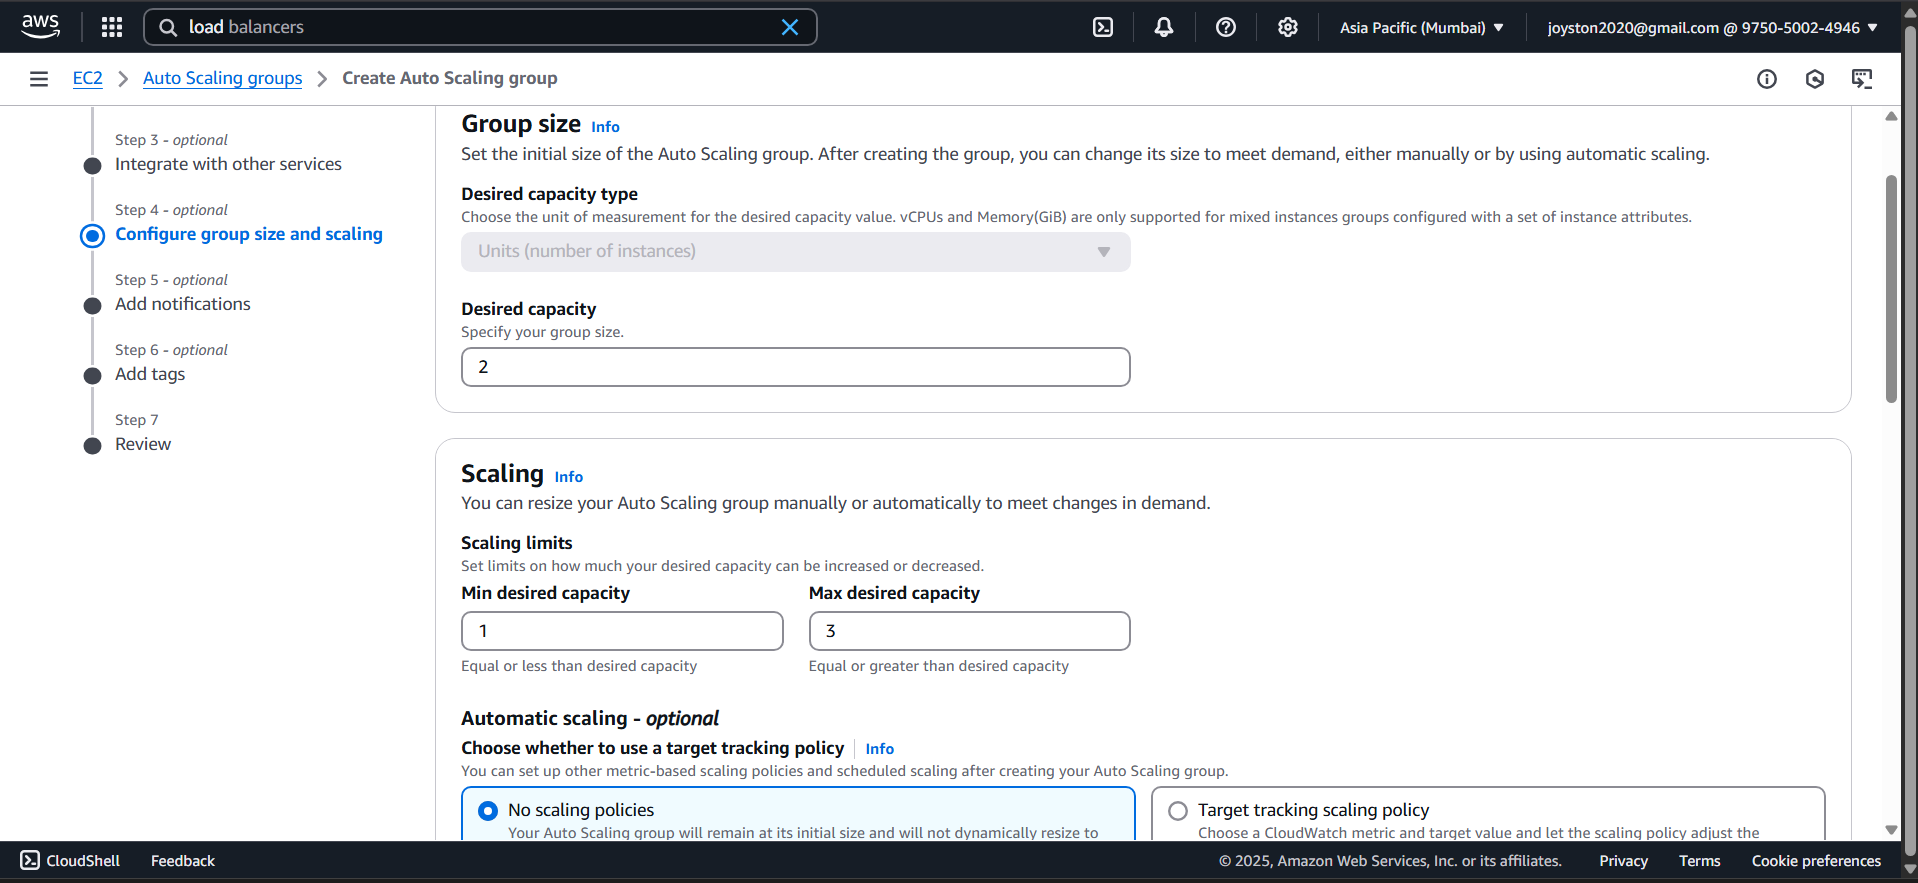 aws
load balancers
Asia Pacific (Mumbai)
joyston2020@gmail.com @ 9750-5002-4946
EC2
Auto Scaling groups
Create Auto Scaling group
Step 3 - optional
Integrate with other services
Step 4 - optional
Configure group size and scaling
Step 5 - optional
Add notifications
Step 6 - optional
Add tags
Step 7
Review
Group size Info
Set the initial size of the Auto Scaling group. After creating the group, you can change its size to meet demand, either manually or by using automatic scaling.
Desired capacity type
Choose the unit of measurement for the desired capacity value. vCPUs and Memory(GiB) are only supported for mixed instances groups configured with a set of instance attributes.
Units (number of instances)
Desired capacity
Specify your group size.
2
Scaling Info
You can resize your Auto Scaling group manually or automatically to meet changes in demand.
Scaling limits
Set limits on how much your desired capacity can be increased or decreased.
Min desired capacity
Max desired capacity
1
3
Equal or less than desired capacity
Equal or greater than desired capacity
Automatic scaling - optional
Choose whether to use a target tracking policy Info
You can set up other metric-based scaling policies and scheduled scaling after creating your Auto Scaling group.
No scaling policies
Your Auto Scaling group will remain at its initial size and will not dynamically resize to
Target tracking scaling policy
Choose a CloudWatch metric and target value and let the scaling policy adjust the
CloudShell
Feedback
© 2025, Amazon Web Services, Inc. or its affiliates.
Privacy
Terms
Cookie preferences